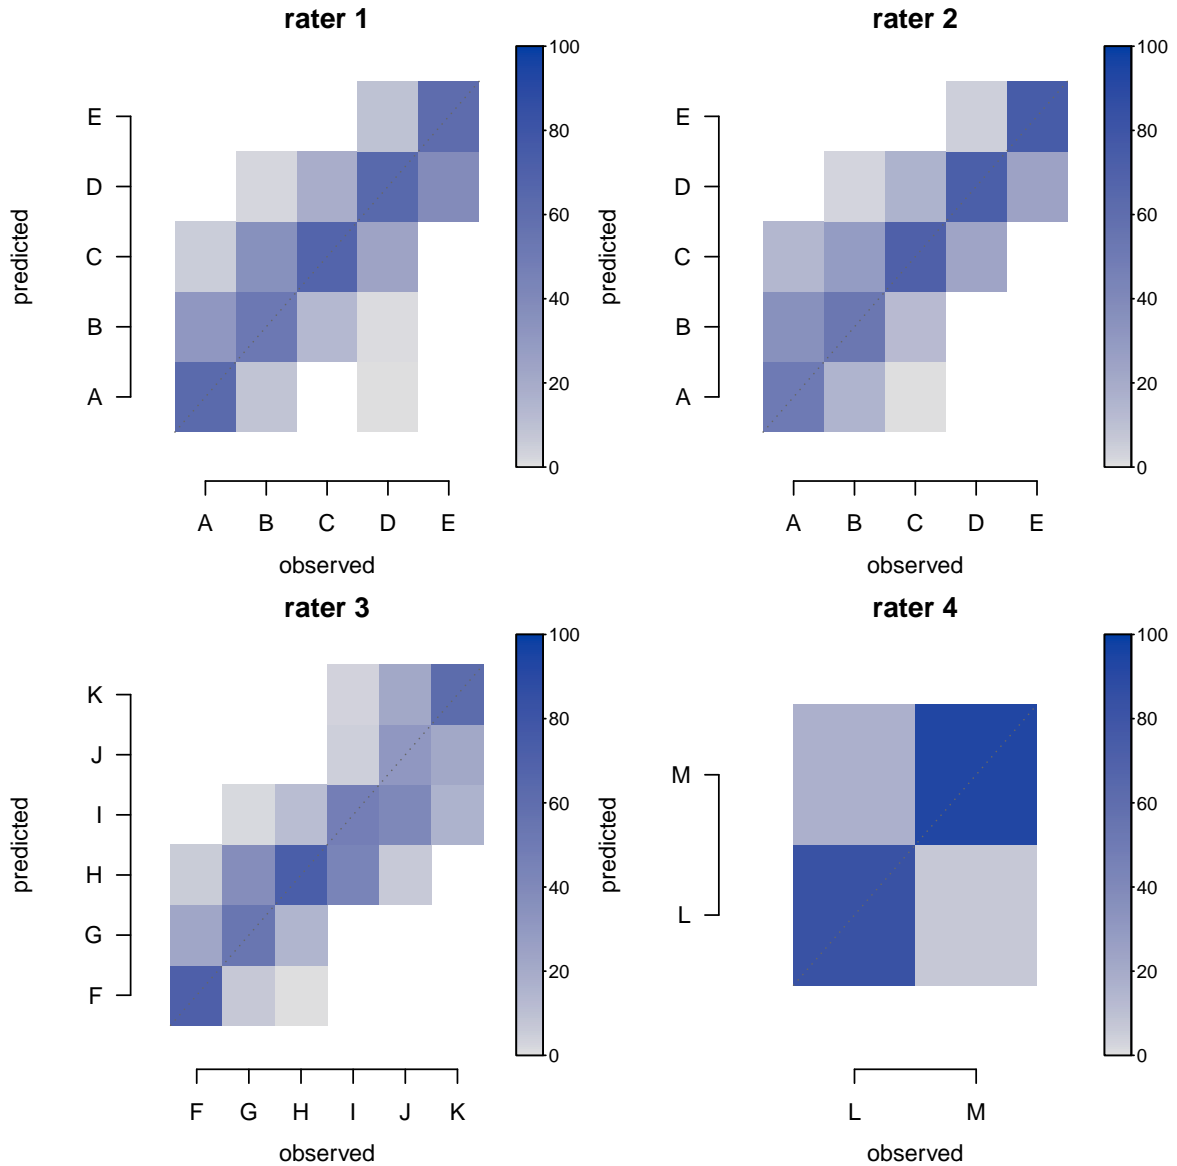 rater 1
predicted
E
D
C
B
A
100
80
60
40
20
0
A B C D E
observed
rater 2
predicted
E
D
C
B
A
100
80
60
40
20
0
A B C D E
observed
rater 3
predicted
K
J
I
H
G
F
100
80
60
40
20
0
F G H I J K
observed
rater 4
predicted
M
L
100
80
60
40
20
0
L M
observed